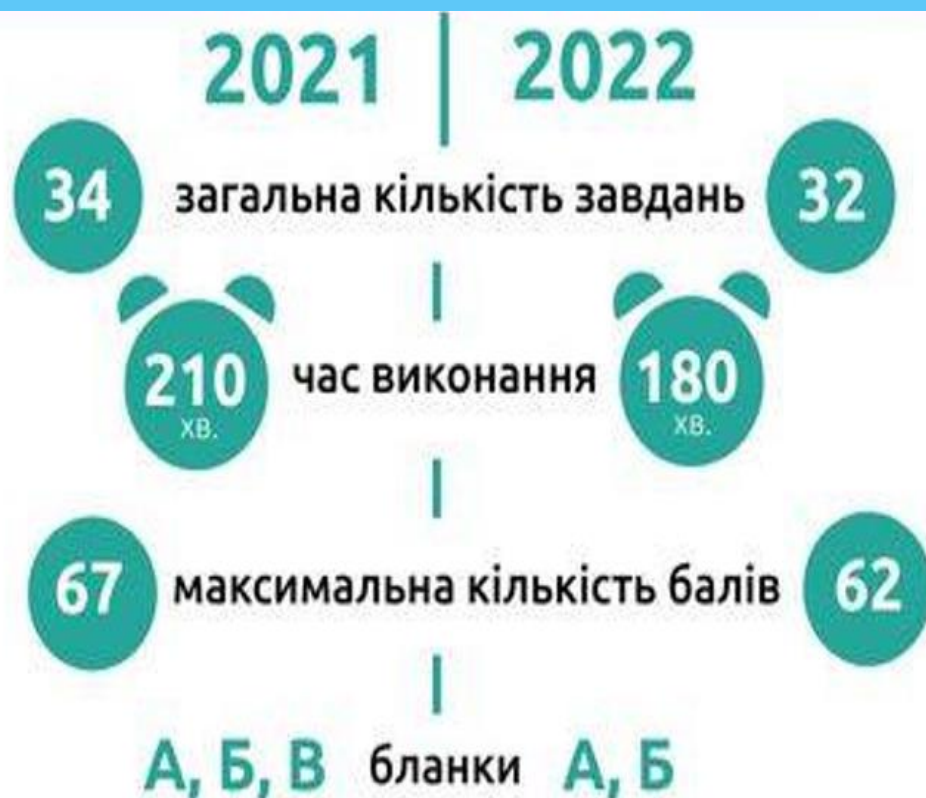 2021 2022
34 загальна кількість завдань 32
210 хв. час виконання 180 хв.
67 максимальна кількість балів 62
А, Б, В бланки А, Б